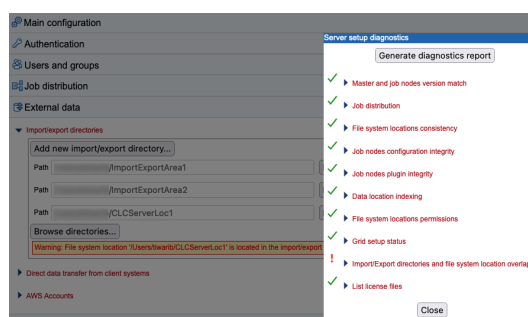 Main configuration
Authentication
Users and groups
Job distribution
External data
Import/export directories
Add new import/export directory...
Path /ImportExportArea1
Path /ImportExportArea2
Path /CLCServerLoc1
Browse directories...
Warning: File system location '/Users/tiwarib/CLCServerLoc1' is located in the import/export
Direct data transfer from client systems
AWS Accounts
Server setup diagnostics
Generate diagnostics report
Master and job nodes version match
Job distribution
File system locations consistency
Job nodes configuration integrity
Job nodes plugin integrity
Data location indexing
File system locations permissions
Grid setup status
Import/Export directories and file system location overlap
List license files
Close